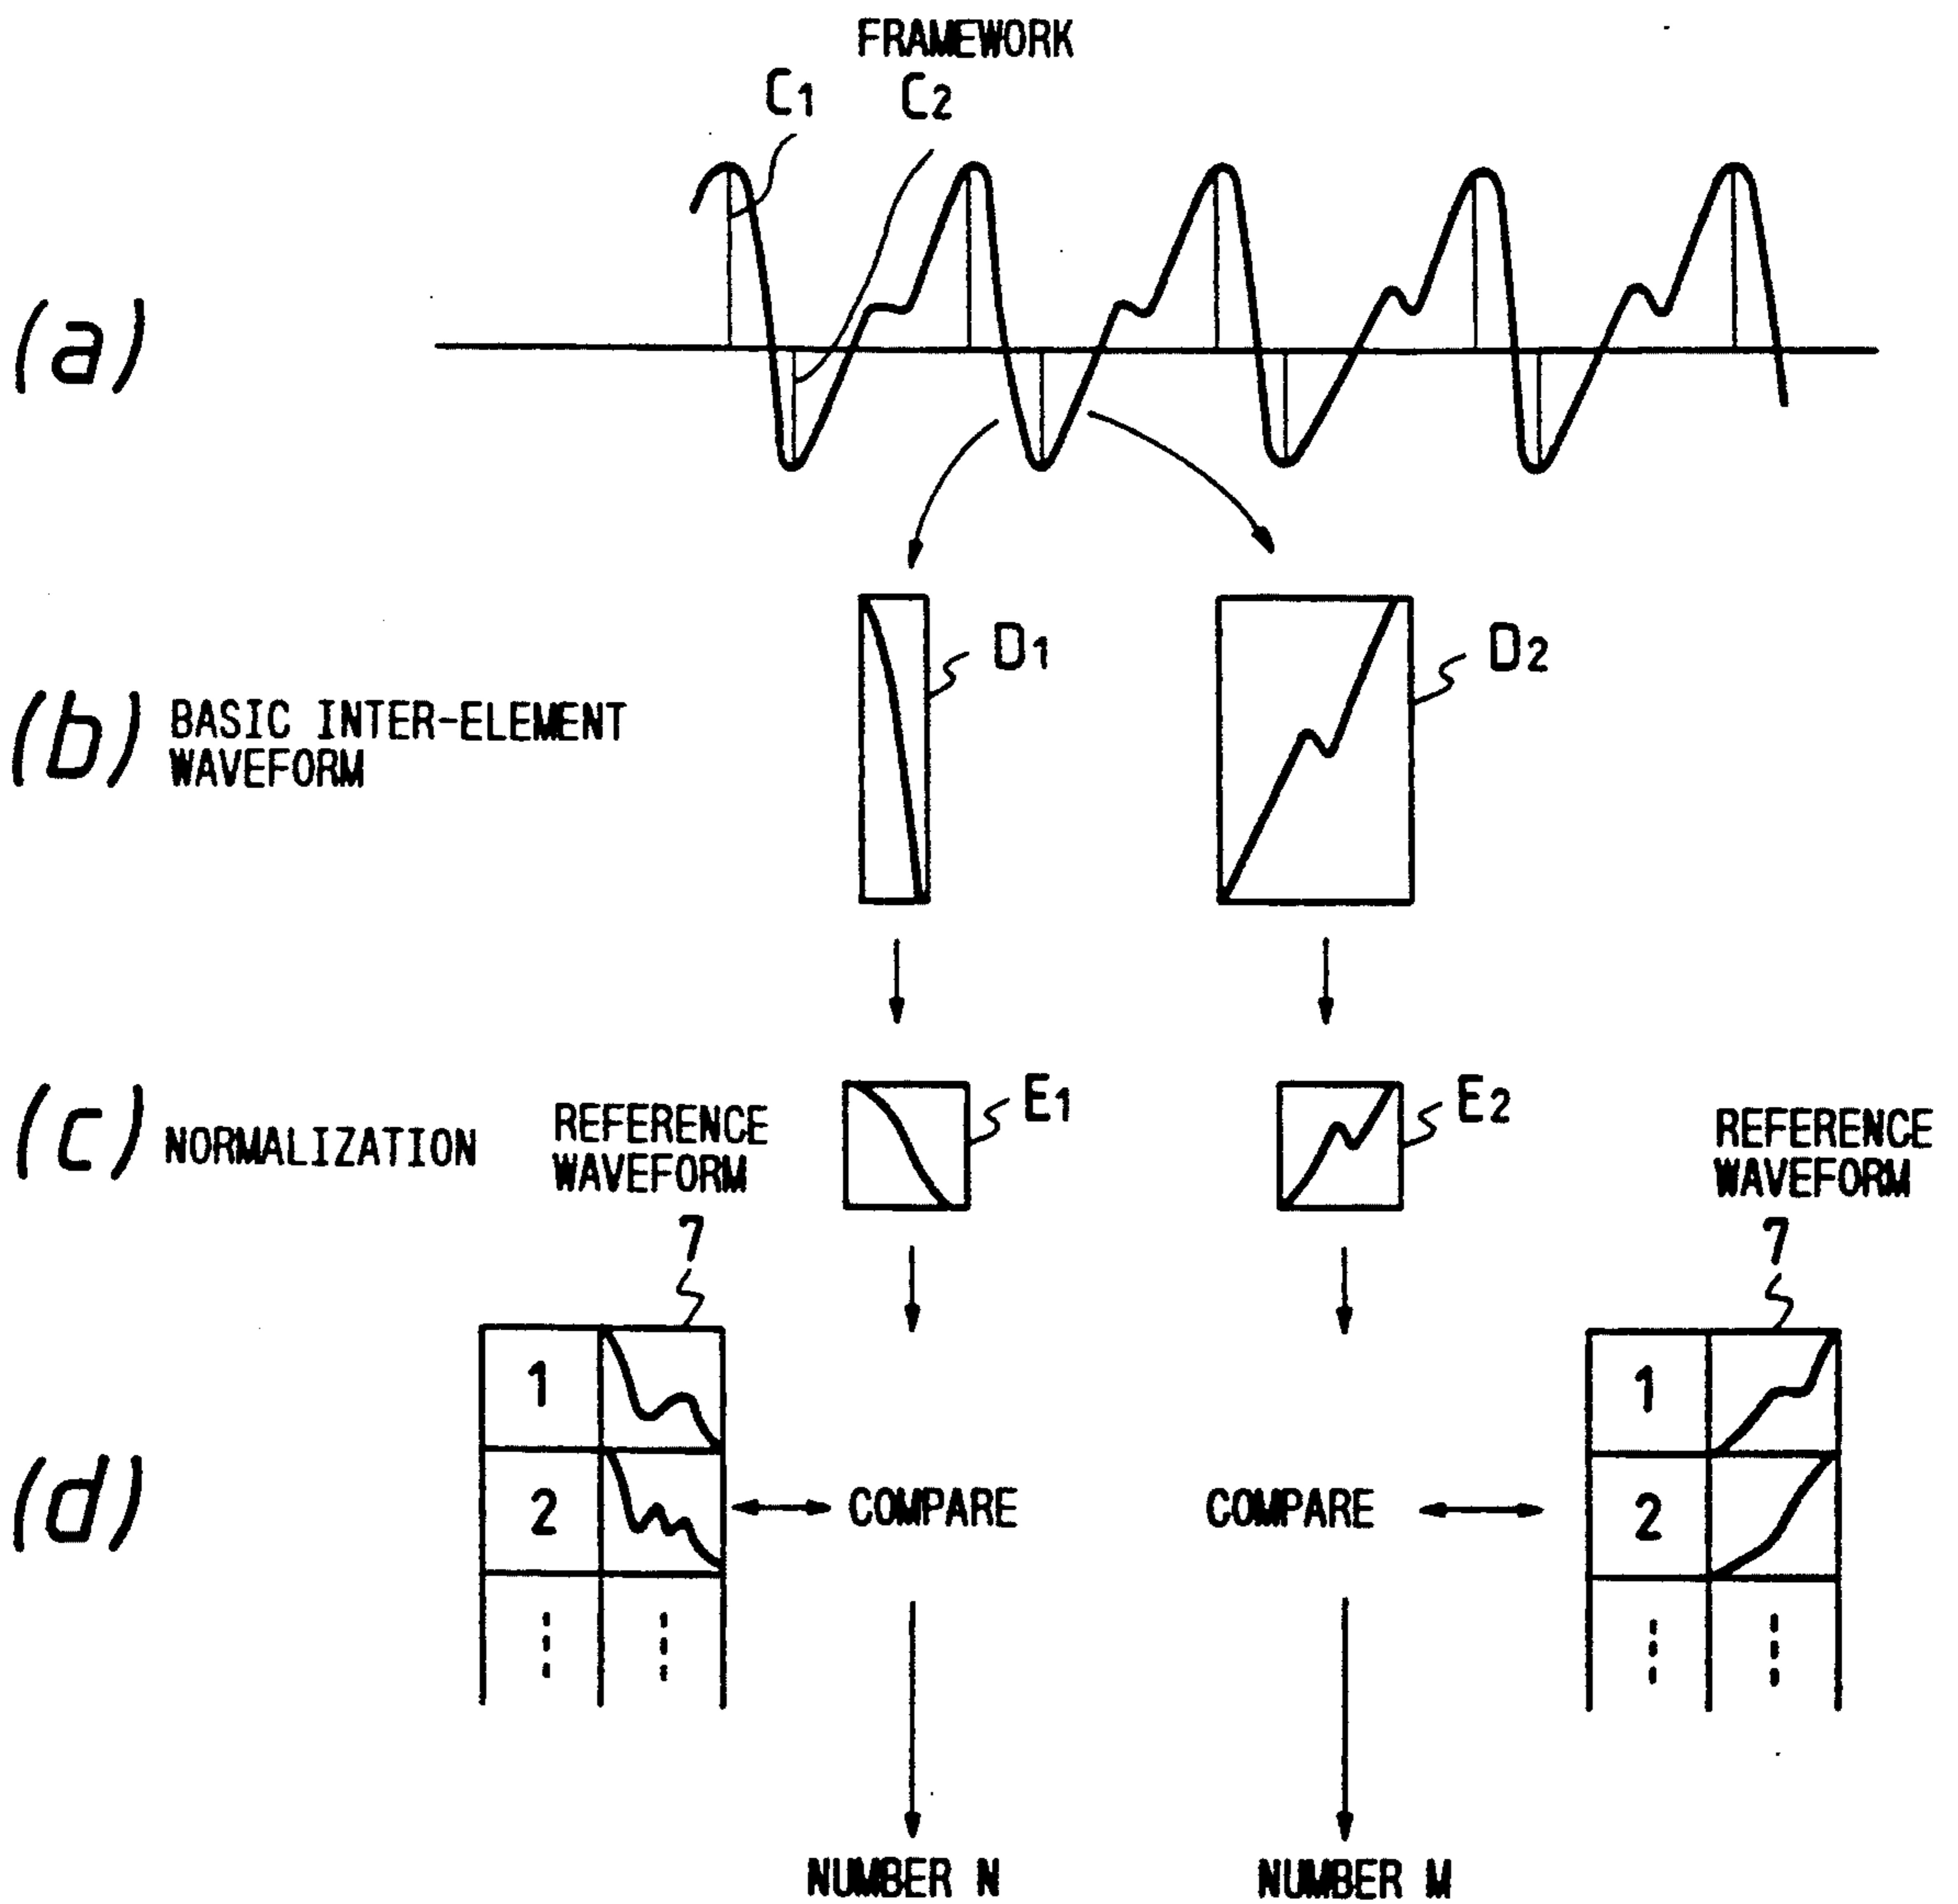 FRAMEWORK
C1
C2
(a)
(b) BASIC INTER-ELEMENT
WAVEFORM
D1
D2
(c) NORMALIZATION
REFERENCE
WAVEFORM
7
E1
E2
REFERENCE
WAVEFORM
7
(d)
1
2
COMPARE
COMPARE
1
2
NUMBER N
NUMBER M